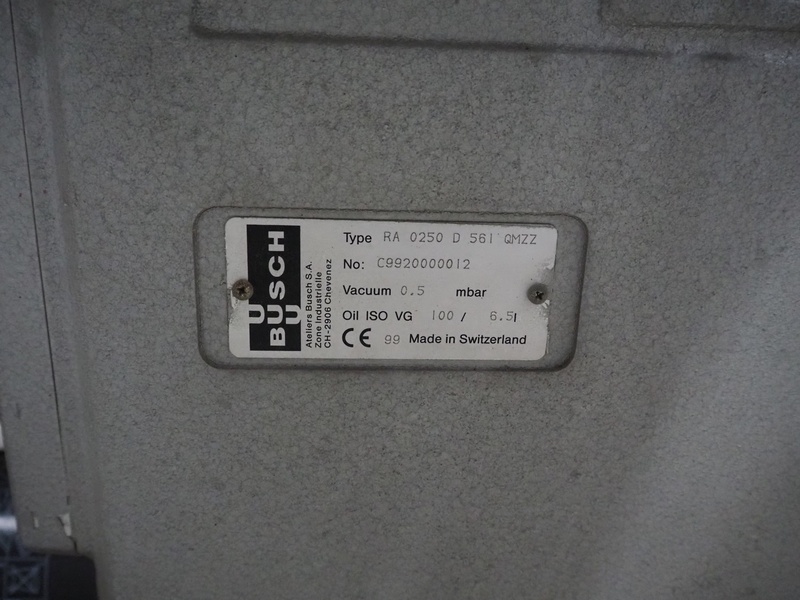 BUSCH
Ateliers Busch S.A.
Zone Industrielle
CH-2906 Chevenez
Type RA 0250 D 561 QMZZ
No: C9920000012
Vacuum 0.5 mbar
Oil ISO VG 100 / 6.5l
CE 99 Made in Switzerland